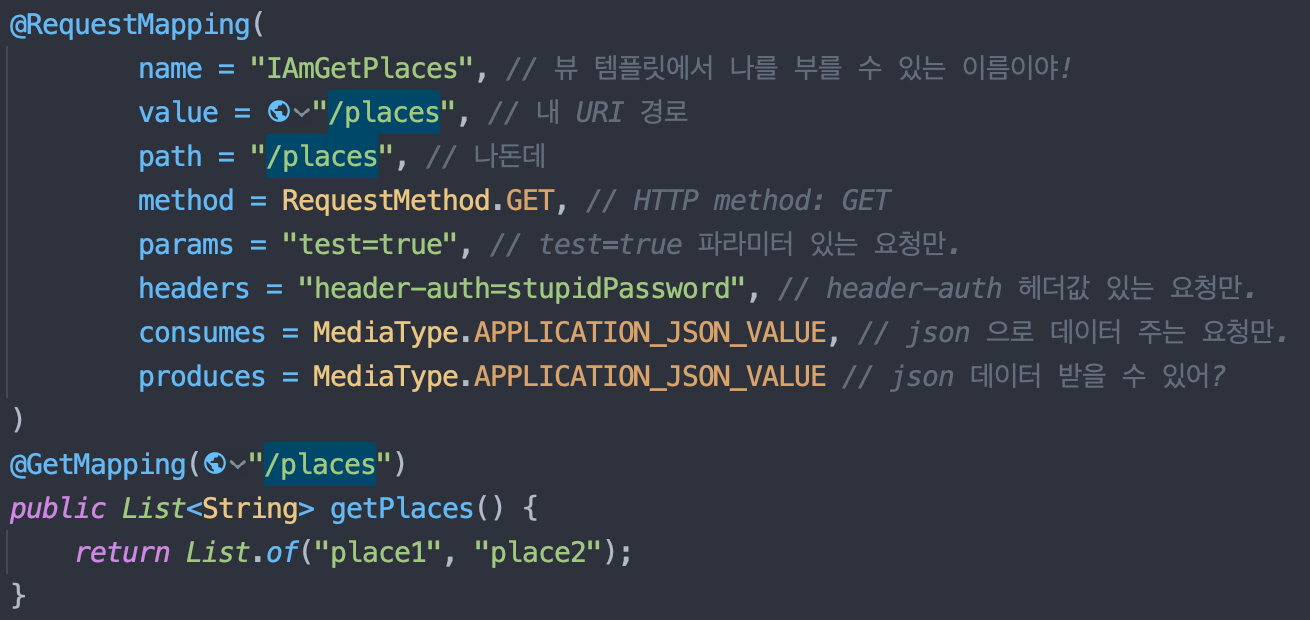 @RequestMapping(
name = "IAmGetPlaces", // 뷰 템플릿에서 나를 부를 수 있는 이름이야!
value = "/places", // 내 URI 경로
path = "/places", // 나돈데
method = RequestMethod.GET, // HTTP method: GET
params = "test=true", // test=true 파라미터 있는 요청만.
headers = "header-auth=stupidPassword", // header-auth 헤더값 있는 요청만.
consumes = MediaType.APPLICATION_JSON_VALUE, // json 으로 데이터 주는 요청만.
produces = MediaType.APPLICATION_JSON_VALUE // json 데이터 받을 수 있어?
)
@GetMapping("/places")
public List<String> getPlaces() {
return List.of("place1", "place2");
}